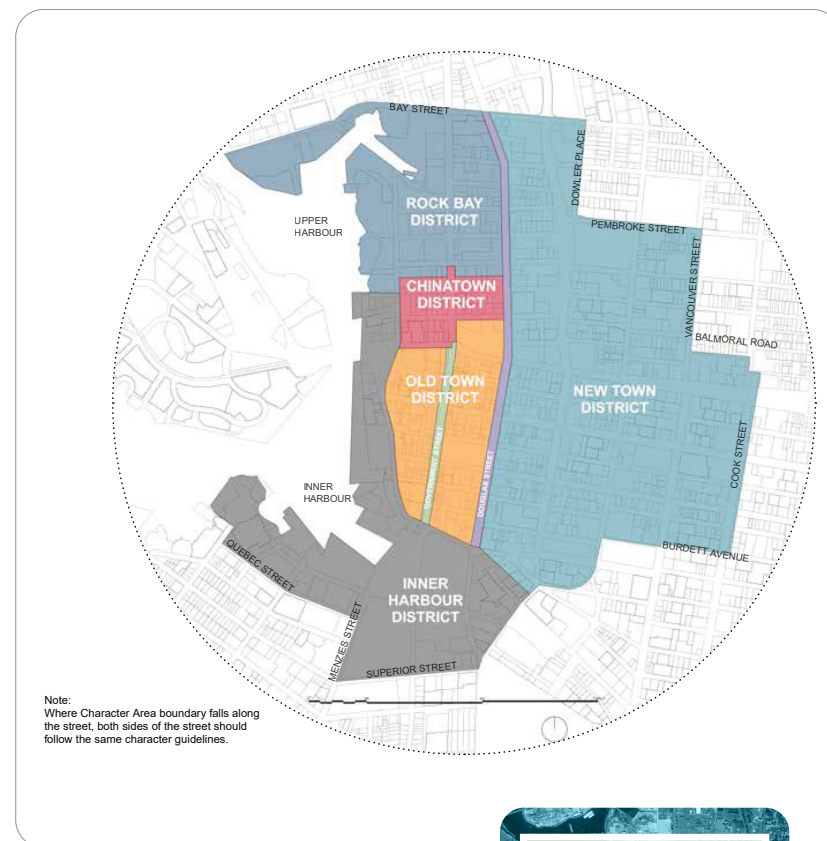 BAY STREET
DOWLER PLACE
ROCK BAY
DISTRICT
UPPER
HARBOUR
PEMBROKE STREET
VANCOUVER STREET
CHINATOWN
DISTRICT
BALMORAL ROAD
OLD TOWN
DISTRICT
NEW TOWN
DISTRICT
GOVERNMENT STREET
DOUGLAS STREET
COOK STREET
INNER
HARBOUR
QUEBEC STREET
BURDETT AVENUE
INNER
HARBOUR
DISTRICT
MENZIES STREET
SUPERIOR STREET
Note:
Where Character Area boundary falls along
the street, both sides of the street should
follow the same character guidelines.